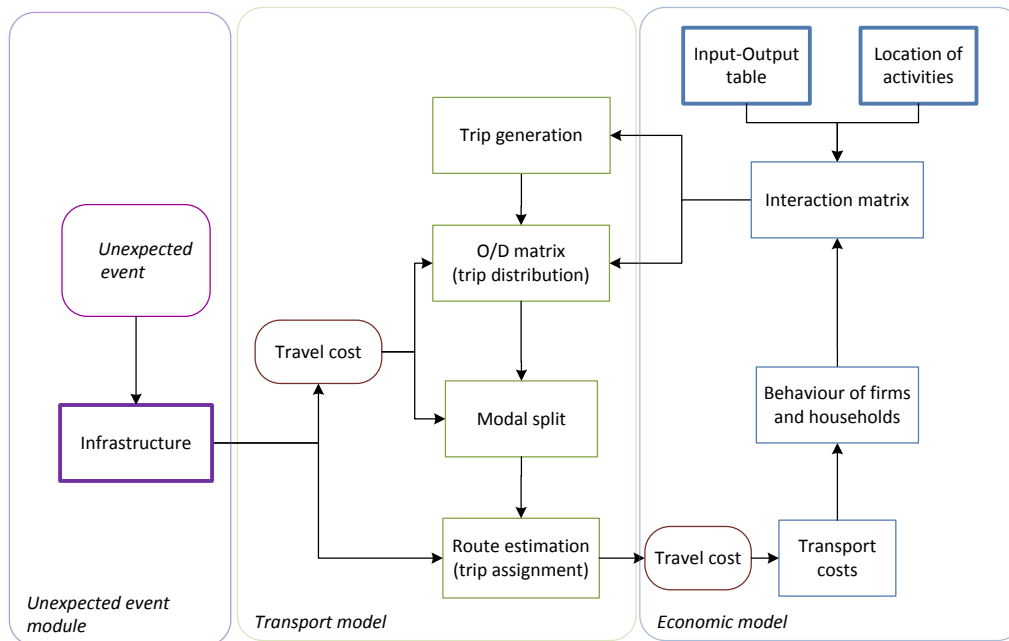 Input-Output
table
Location of
activities
Trip generation
Interaction matrix
Unexpected
event
O/D matrix
(trip distribution)
Travel cost
Behaviour of firms
and households
Modal split
Infrastructure
Route estimation
(trip assignment)
Travel cost
Transport
costs
Unexpected event
module
Transport model
Economic model